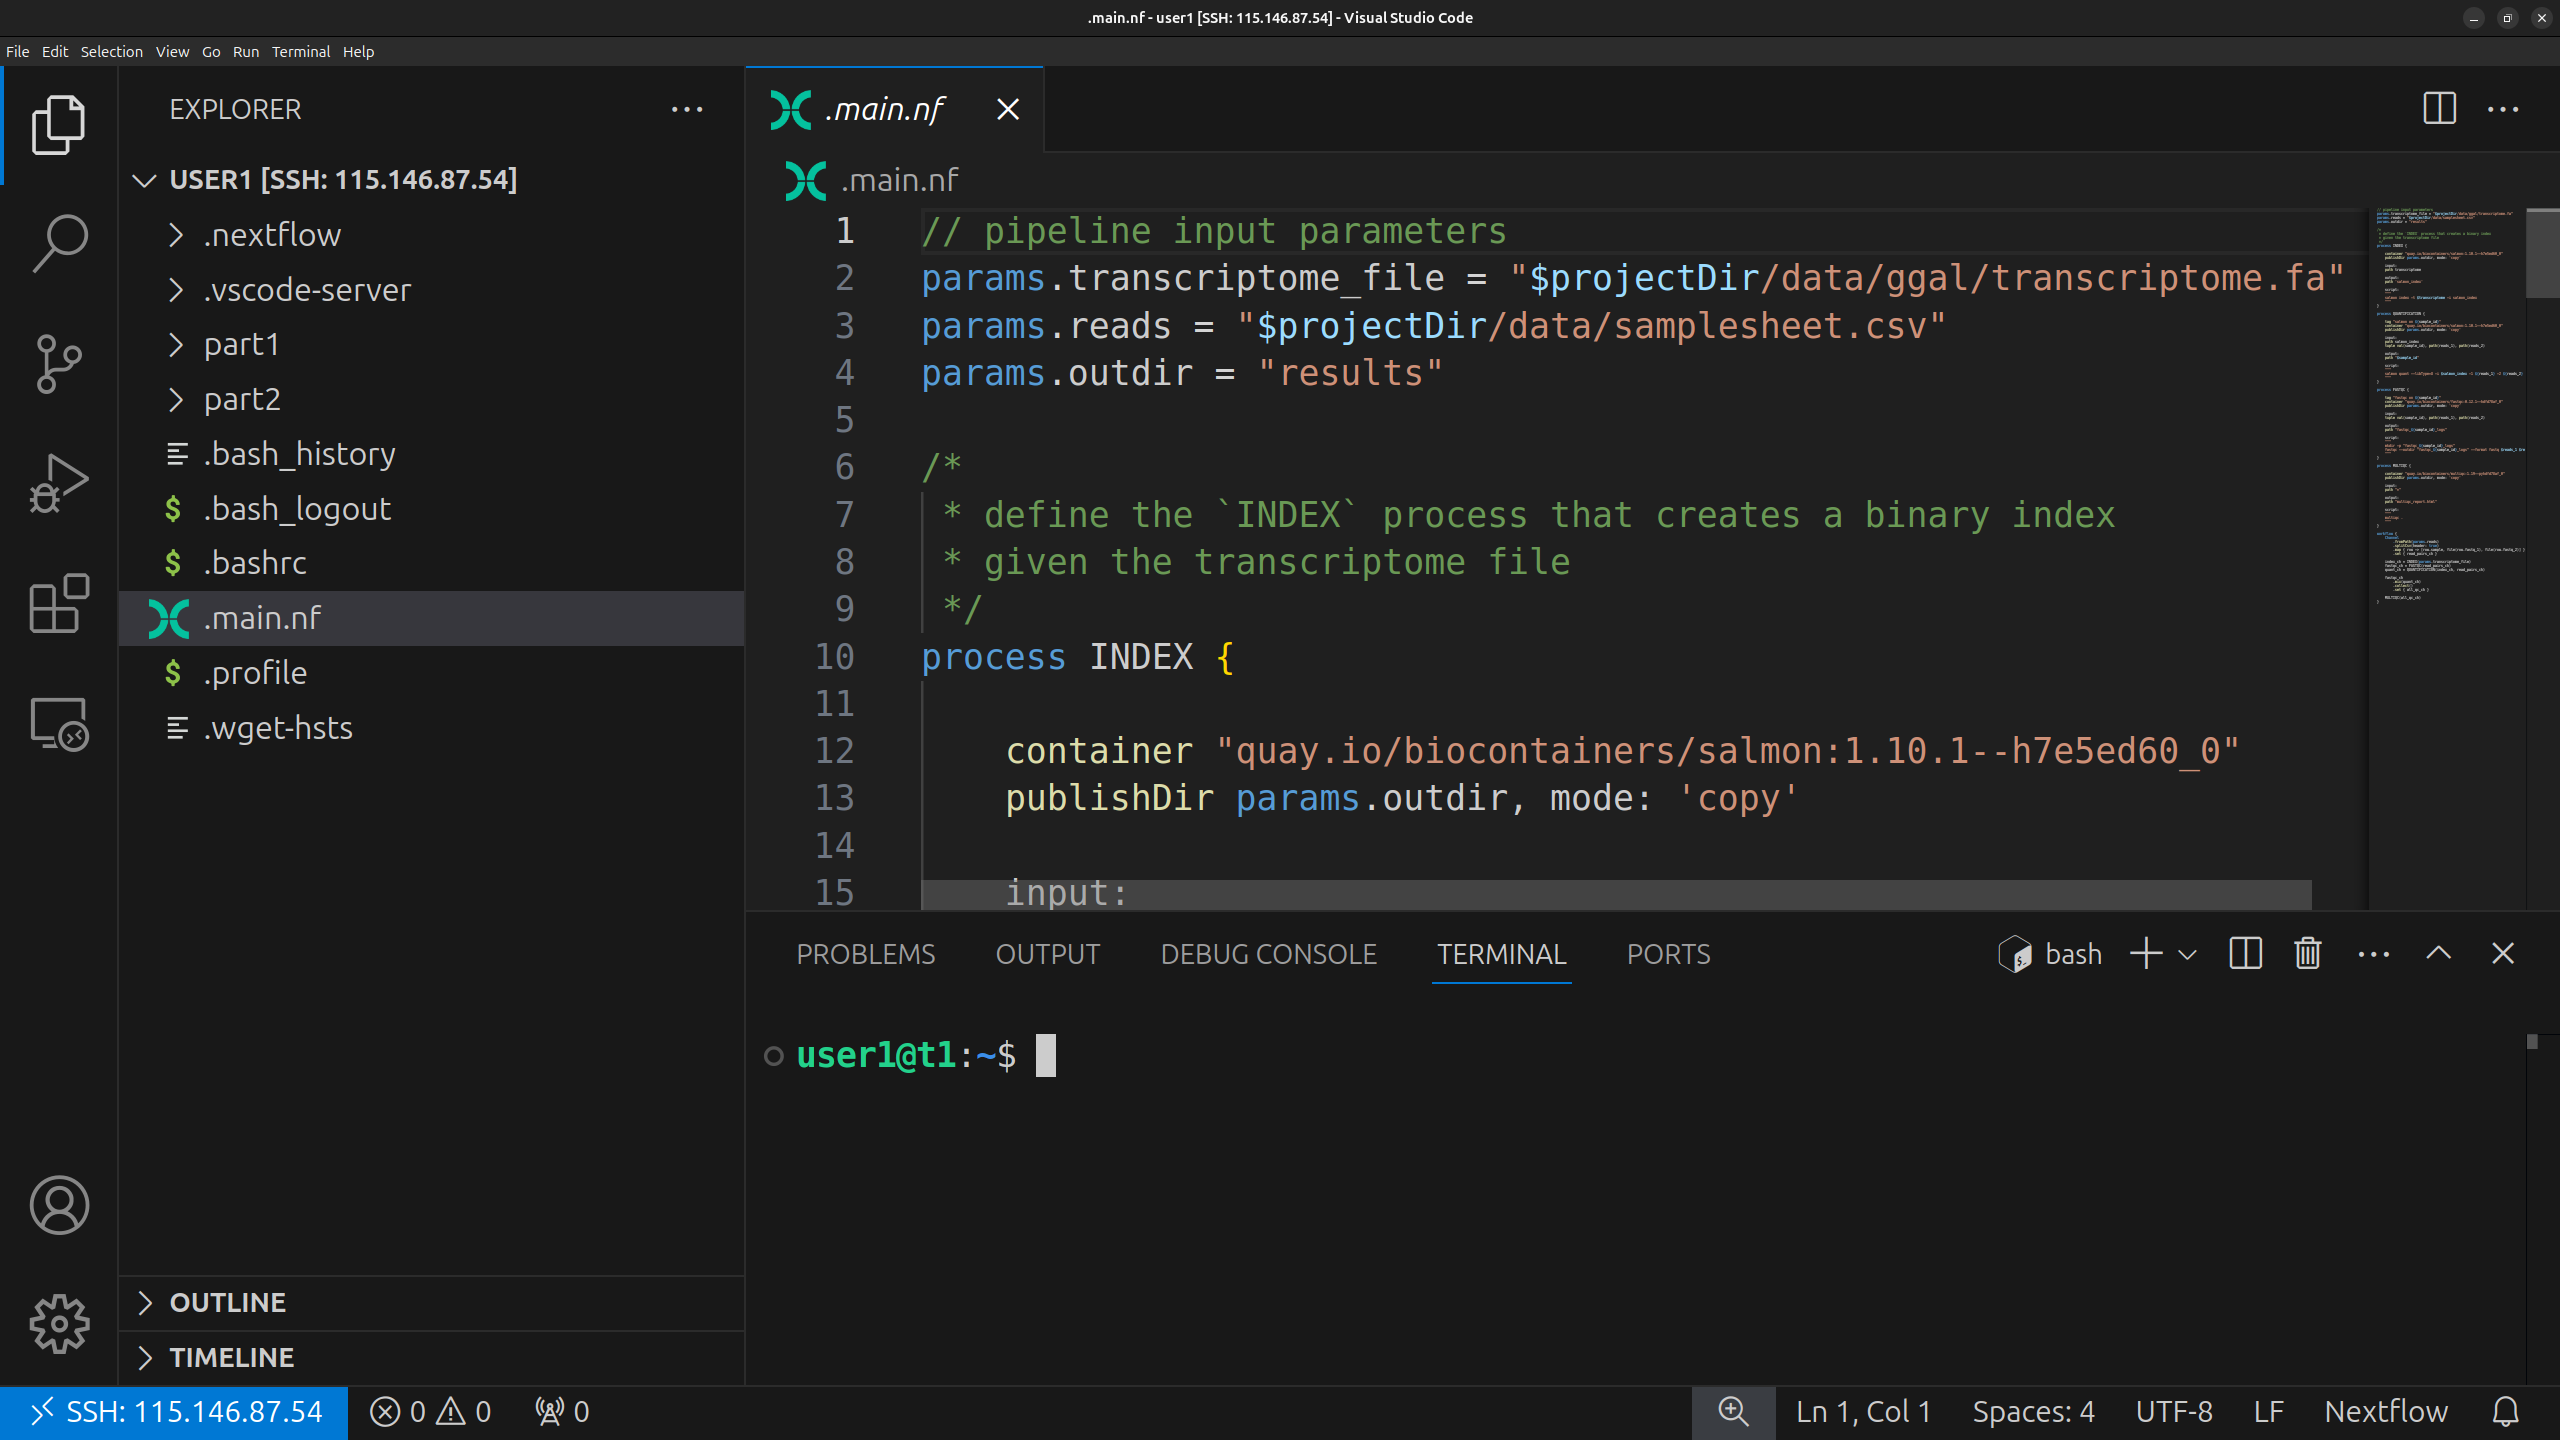 .main.nf - user1 [SSH: 115.146.87.54] - Visual Studio Code
File Edit Selection View Go Run Terminal Help
EXPLORER
USER1 [SSH: 115.146.87.54]
.nextflow
.vscode-server
part1
part2
.bash_history
$ .bash_logout
$ .bashrc
.main.nf
$ .profile
.wget-hsts
OUTLINE
TIMELINE
.main.nf
.main.nf
1 // pipeline input parameters
2 params.transcriptome_file = "$projectDir/data/ggal/transcriptome.fa"
3 params.reads = "$projectDir/data/samplesheet.csv"
4 params.outdir = "results"
5
6 /*
7  * define the `INDEX` process that creates a binary index
8  * given the transcriptome file
9  */
10 process INDEX {
11
12     container "quay.io/biocontainers/salmon:1.10.1--h7e5ed60_0"
13     publishDir params.outdir, mode: 'copy'
14
15     input:
PROBLEMS OUTPUT DEBUG CONSOLE TERMINAL PORTS bash
user1@t1:~$
SSH: 115.146.87.54 0 0 0 Ln 1, Col 1 Spaces: 4 UTF-8 LF Nextflow